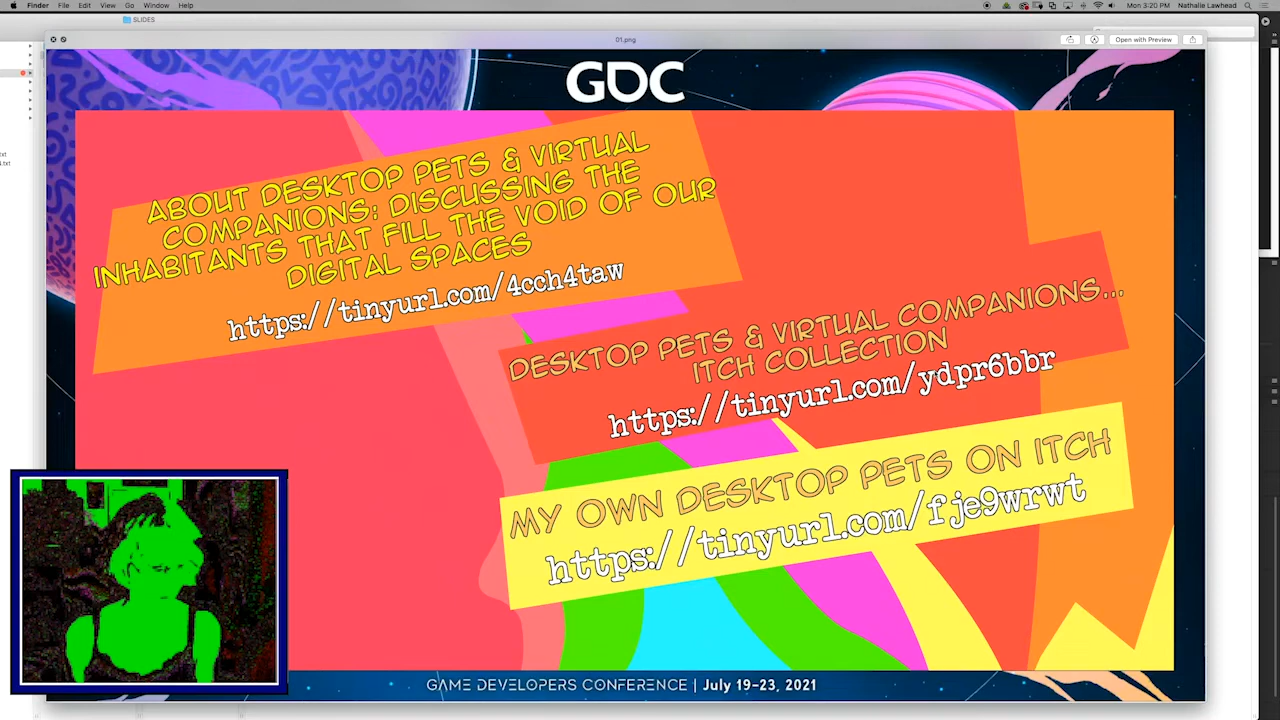 Finder File Edit View Go Window Help
Mon 3:20 PM Nathalie Lawhead
SLIDES
01.png
Open with Preview
GDC
ABOUT DESKTOP PETS & VIRTUAL
COMPANIONS: DISCUSSING THE
INHABITANTS THAT FILL THE VOID OF OUR
DIGITAL SPACES
https://tinyurl.com/4cch4taw
DESKTOP PETS & VIRTUAL COMPANIONS...
ITCH COLLECTION
https://tinyurl.com/ydpr6bbr
MY OWN DESKTOP PETS ON ITCH
https://tinyurl.com/fje9wrwt
GAME DEVELOPERS CONFERENCE | July 19-23, 2021